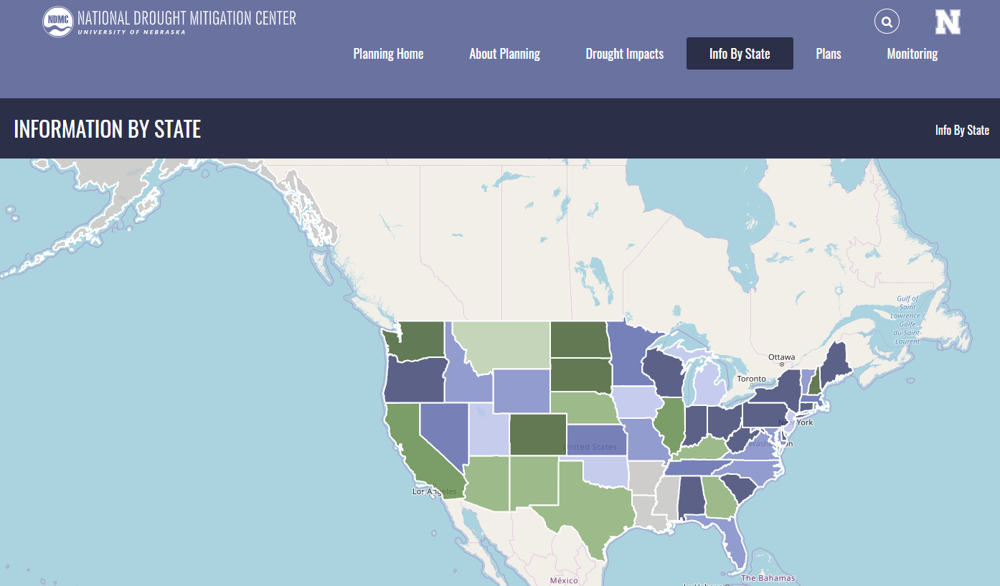 NDMC
NATIONAL DROUGHT MITIGATION CENTER
UNIVERSITY OF NEBRASKA
N
Planning Home
About Planning
Drought Impacts
Info By State
Plans
Monitoring
INFORMATION BY STATE
Info By State
Gulf of
Saint
Lawrence /
Golfe
du Saint-
Laurent
Ottawa
Toronto
New York
Washington
United States
Los Angeles
México
The Bahamas